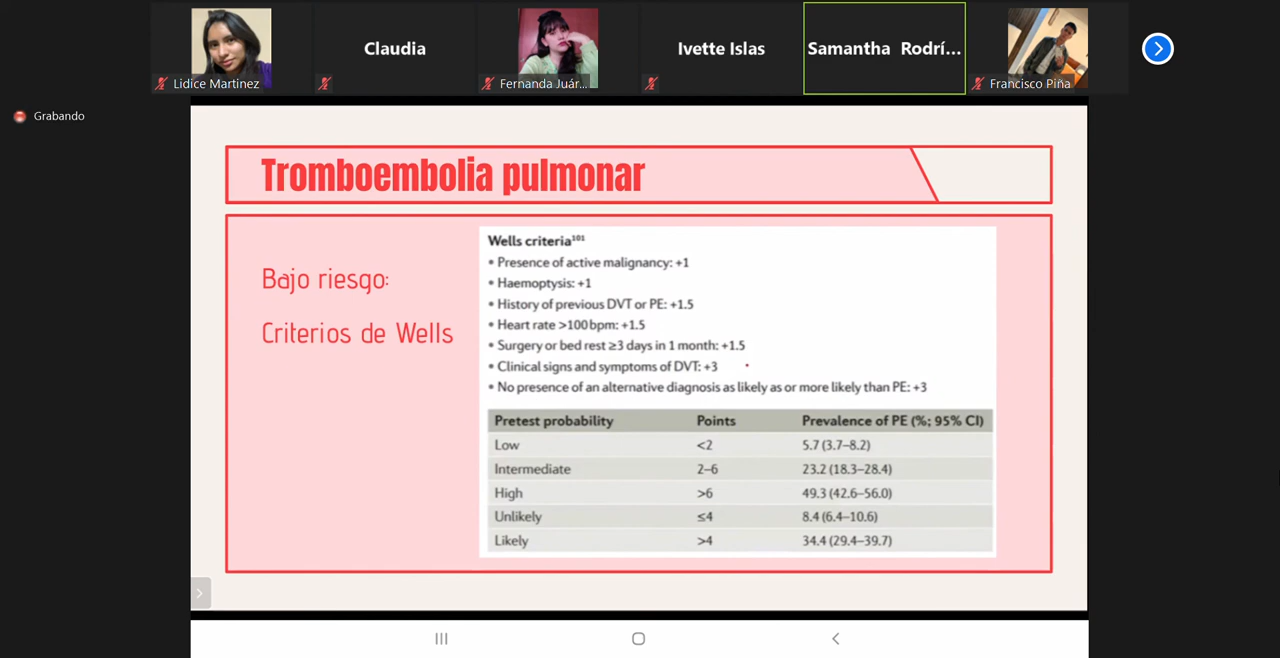 Claudia
Ivette Islas
Samantha Rodrí...
Lidice Martinez
Fernanda Juár...
Francisco Piña
Grabando
Tromboembolia pulmonar
Bajo riesgo:
Criterios de Wells
Wells criteria¹⁰¹
• Presence of active malignancy: +1
• Haemoptysis: +1
• History of previous DVT or PE: +1.5
• Heart rate >100 bpm: +1.5
• Surgery or bed rest ≥3 days in 1 month: +1.5
• Clinical signs and symptoms of DVT: +3
• No presence of an alternative diagnosis as likely as or more likely than PE: +3
Pretest probability Points Prevalence of PE (%; 95% CI)
Low <2 5.7 (3.7–8.2)
Intermediate 2–6 23.2 (18.3–28.4)
High >6 49.3 (42.6–56.0)
Unlikely ≤4 8.4 (6.4–10.6)
Likely >4 34.4 (29.4–39.7)